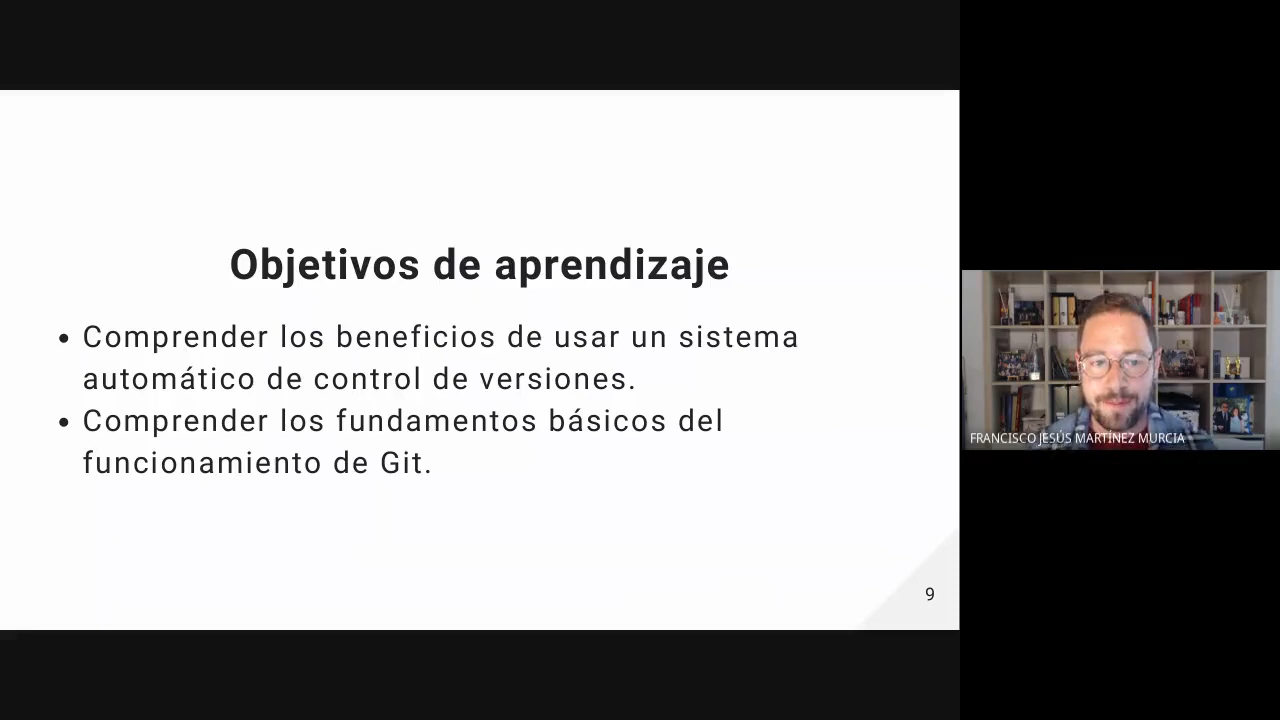 Objetivos de aprendizaje
• Comprender los beneficios de usar un sistema
automático de control de versiones.
• Comprender los fundamentos básicos del
funcionamiento de Git.
9
FRANCISCO JESÚS MARTÍNEZ MURCIA